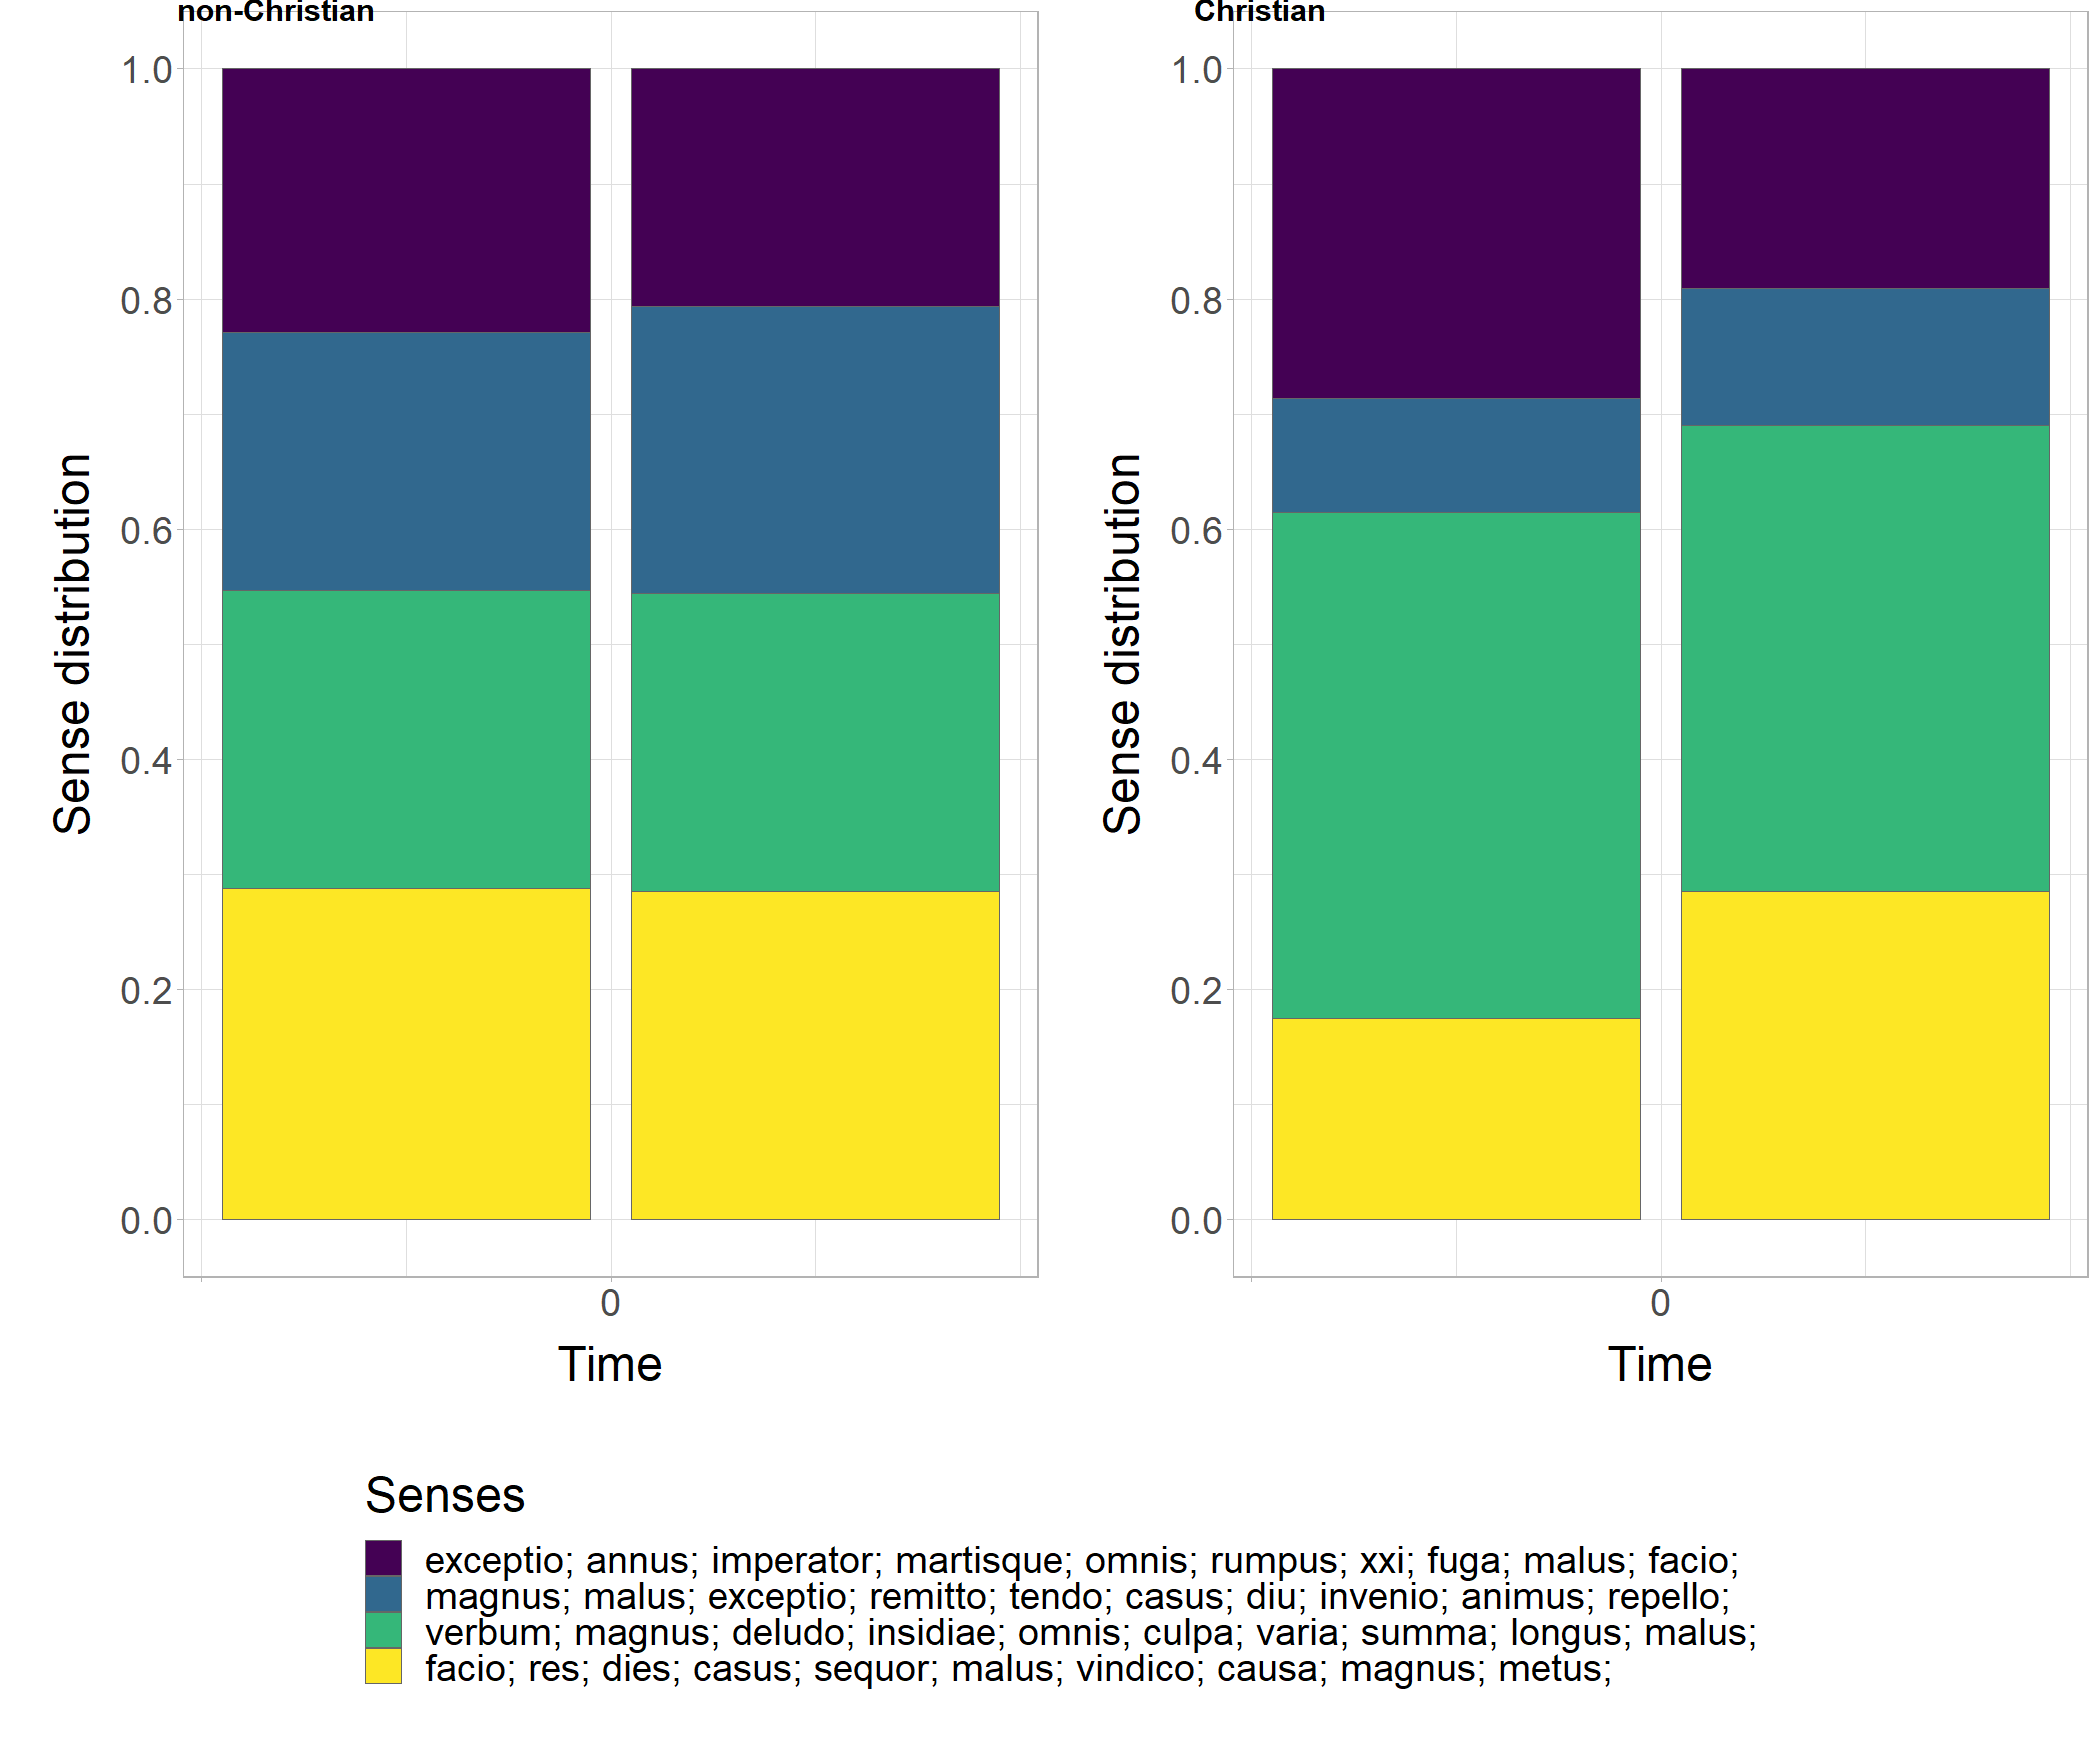 non-Christian
1.0
0.8
0.6
0.4
0.2
0.0
Sense distribution
0
Time
Christian
1.0
0.8
0.6
0.4
0.2
0.0
Sense distribution
0
Time
Senses
exceptio; annus; imperator; martisque; omnis; rumpus; xxi; fuga; malus; facio;
magnus; malus; exceptio; remitto; tendo; casus; diu; invenio; animus; repello;
verbum; magnus; deludo; insidiae; omnis; culpa; varia; summa; longus; malus;
facio; res; dies; casus; sequor; malus; vindico; causa; magnus; metus;